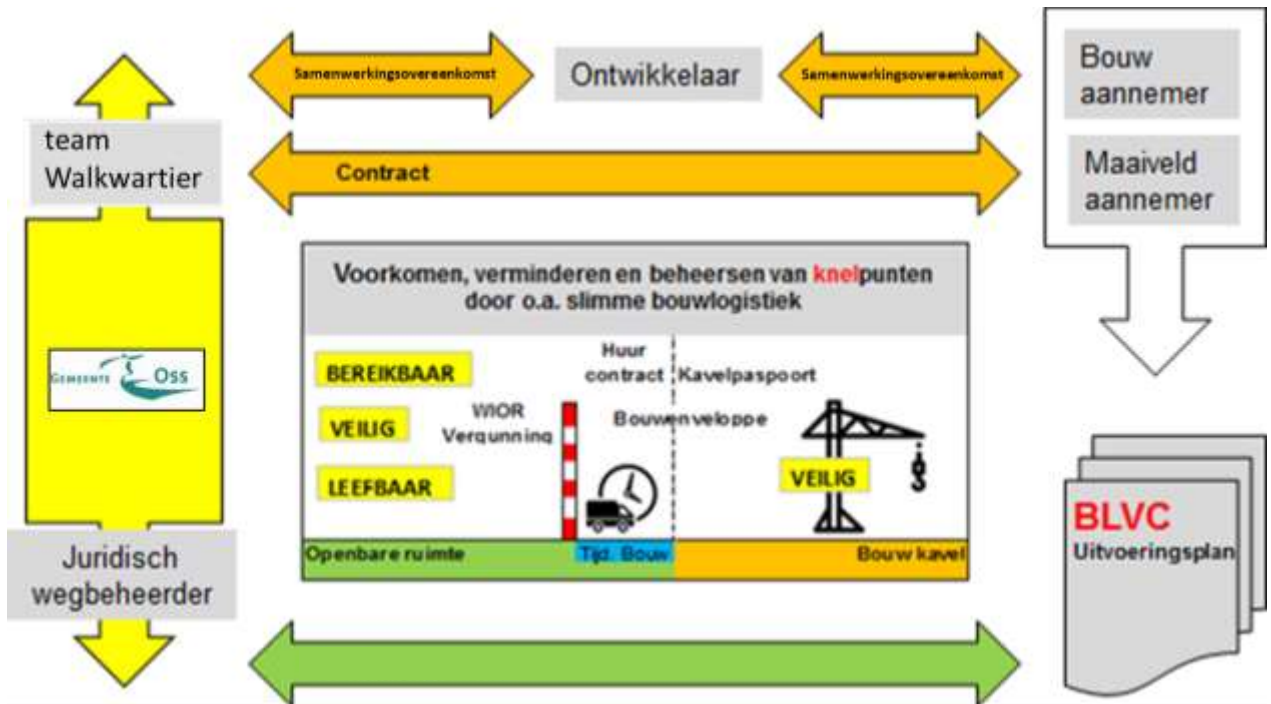 Samenwerkingsovereenkomst
Ontwikkelaar
Samenwerkingsovereenkomst
Bouw
aannemer
Maaiveld
aannemer
team
Walkwartier
Contract
Voorkomen, verminderen en beheersen van knelpunten
door o.a. slimme bouwlogistiek
BEREIKBAAR
VEILIG
LEEFBAAR
WIOR
Vergunning
Huur
contract
Kavelpaspoort
Bouwenveloppe
VEILIG
Openbare ruimte
Tijd. Bouw
Bouw kavel
GEMEENTE OSS
Juridisch
wegbeheerder
BLVC
Uitvoeringsplan